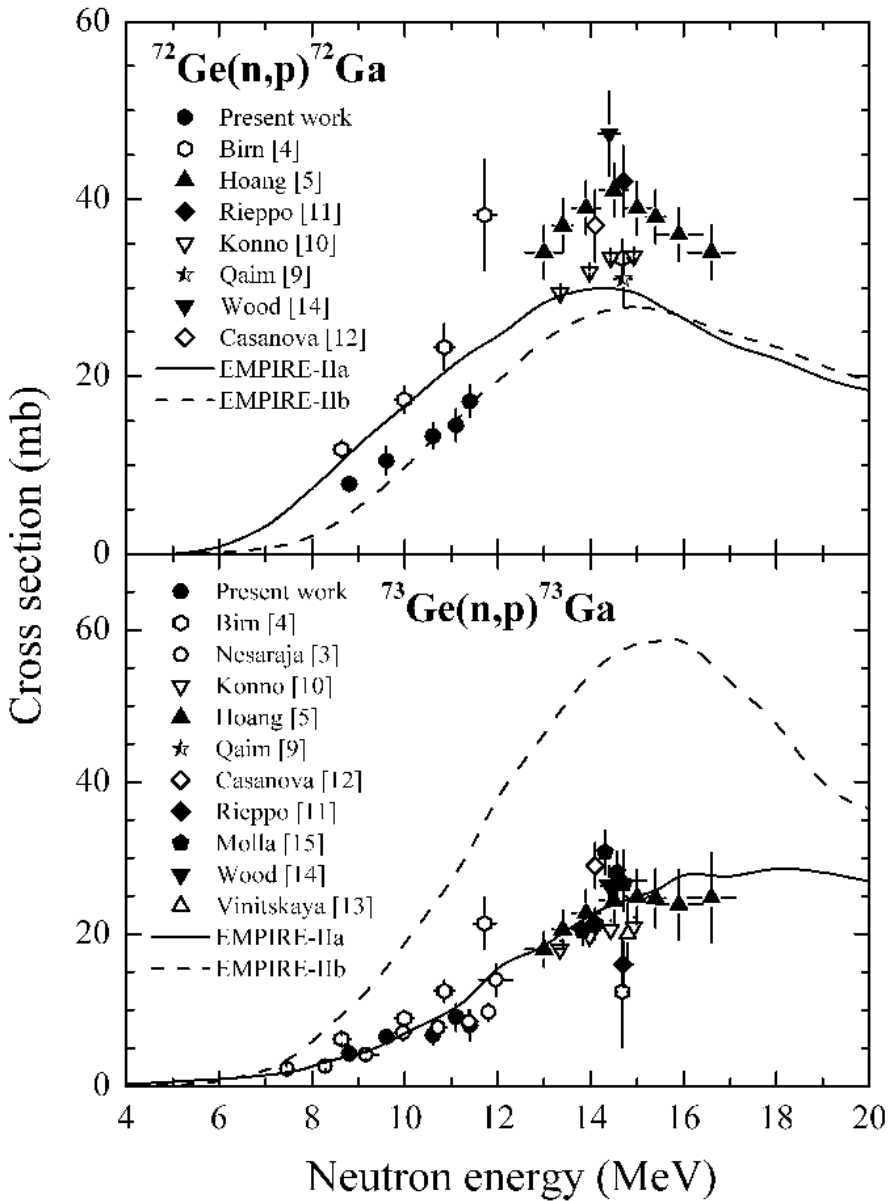 60
⁷²Ge(n,p)⁷²Ga
Present work
Birn [4]
Hoang [5]
Rieppo [11]
Konno [10]
Qaim [9]
Wood [14]
Casanova [12]
EMPIRE-IIa
EMPIRE-IIb
40
20
0
Cross section (mb)
⁷³Ge(n,p)⁷³Ga
Present work
Birn [4]
Nesaraja [3]
Konno [10]
Hoang [5]
Qaim [9]
Casanova [12]
Rieppo [11]
Molla [15]
Wood [14]
Vinitskaya [13]
EMPIRE-IIa
EMPIRE-IIb
60
40
20
0
4 6 8 10 12 14 16 18 20
Neutron energy (MeV)